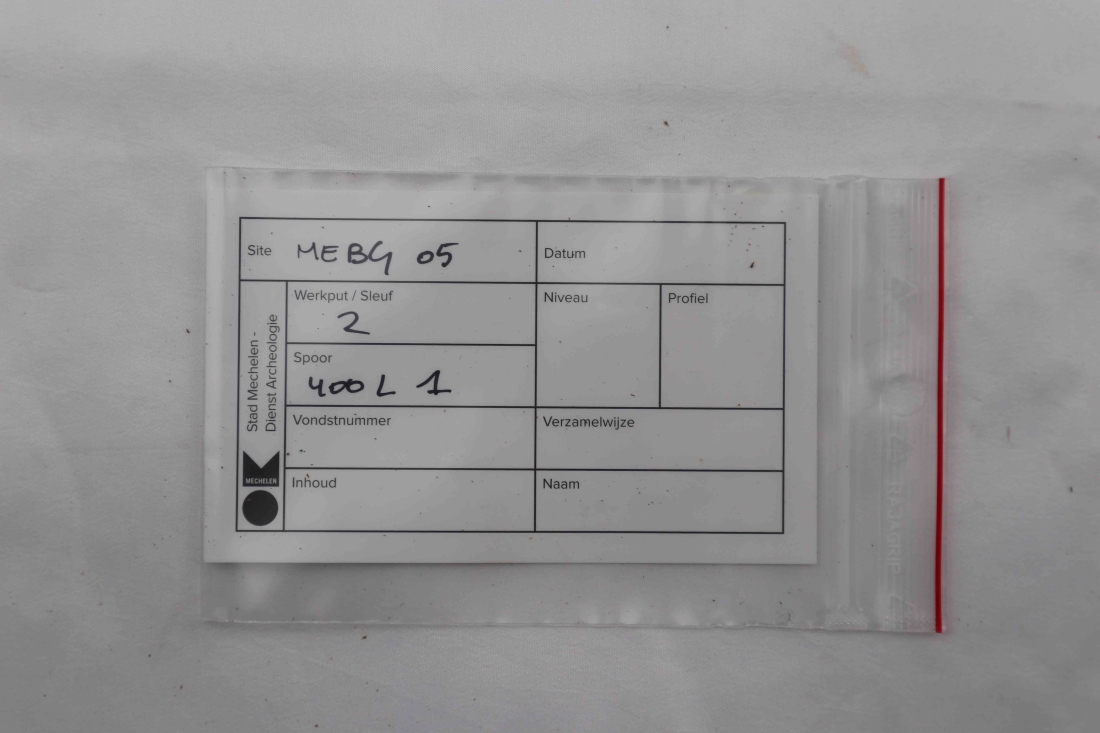 Site MEBG 05
Datum
Stad Mechelen -
Dienst Archeologie
MECHELEN
Werkput / Sleuf
2
Niveau
Profiel
Spoor
400 L 1
Vondstnummer
Verzamelwijze
Inhoud
Naam